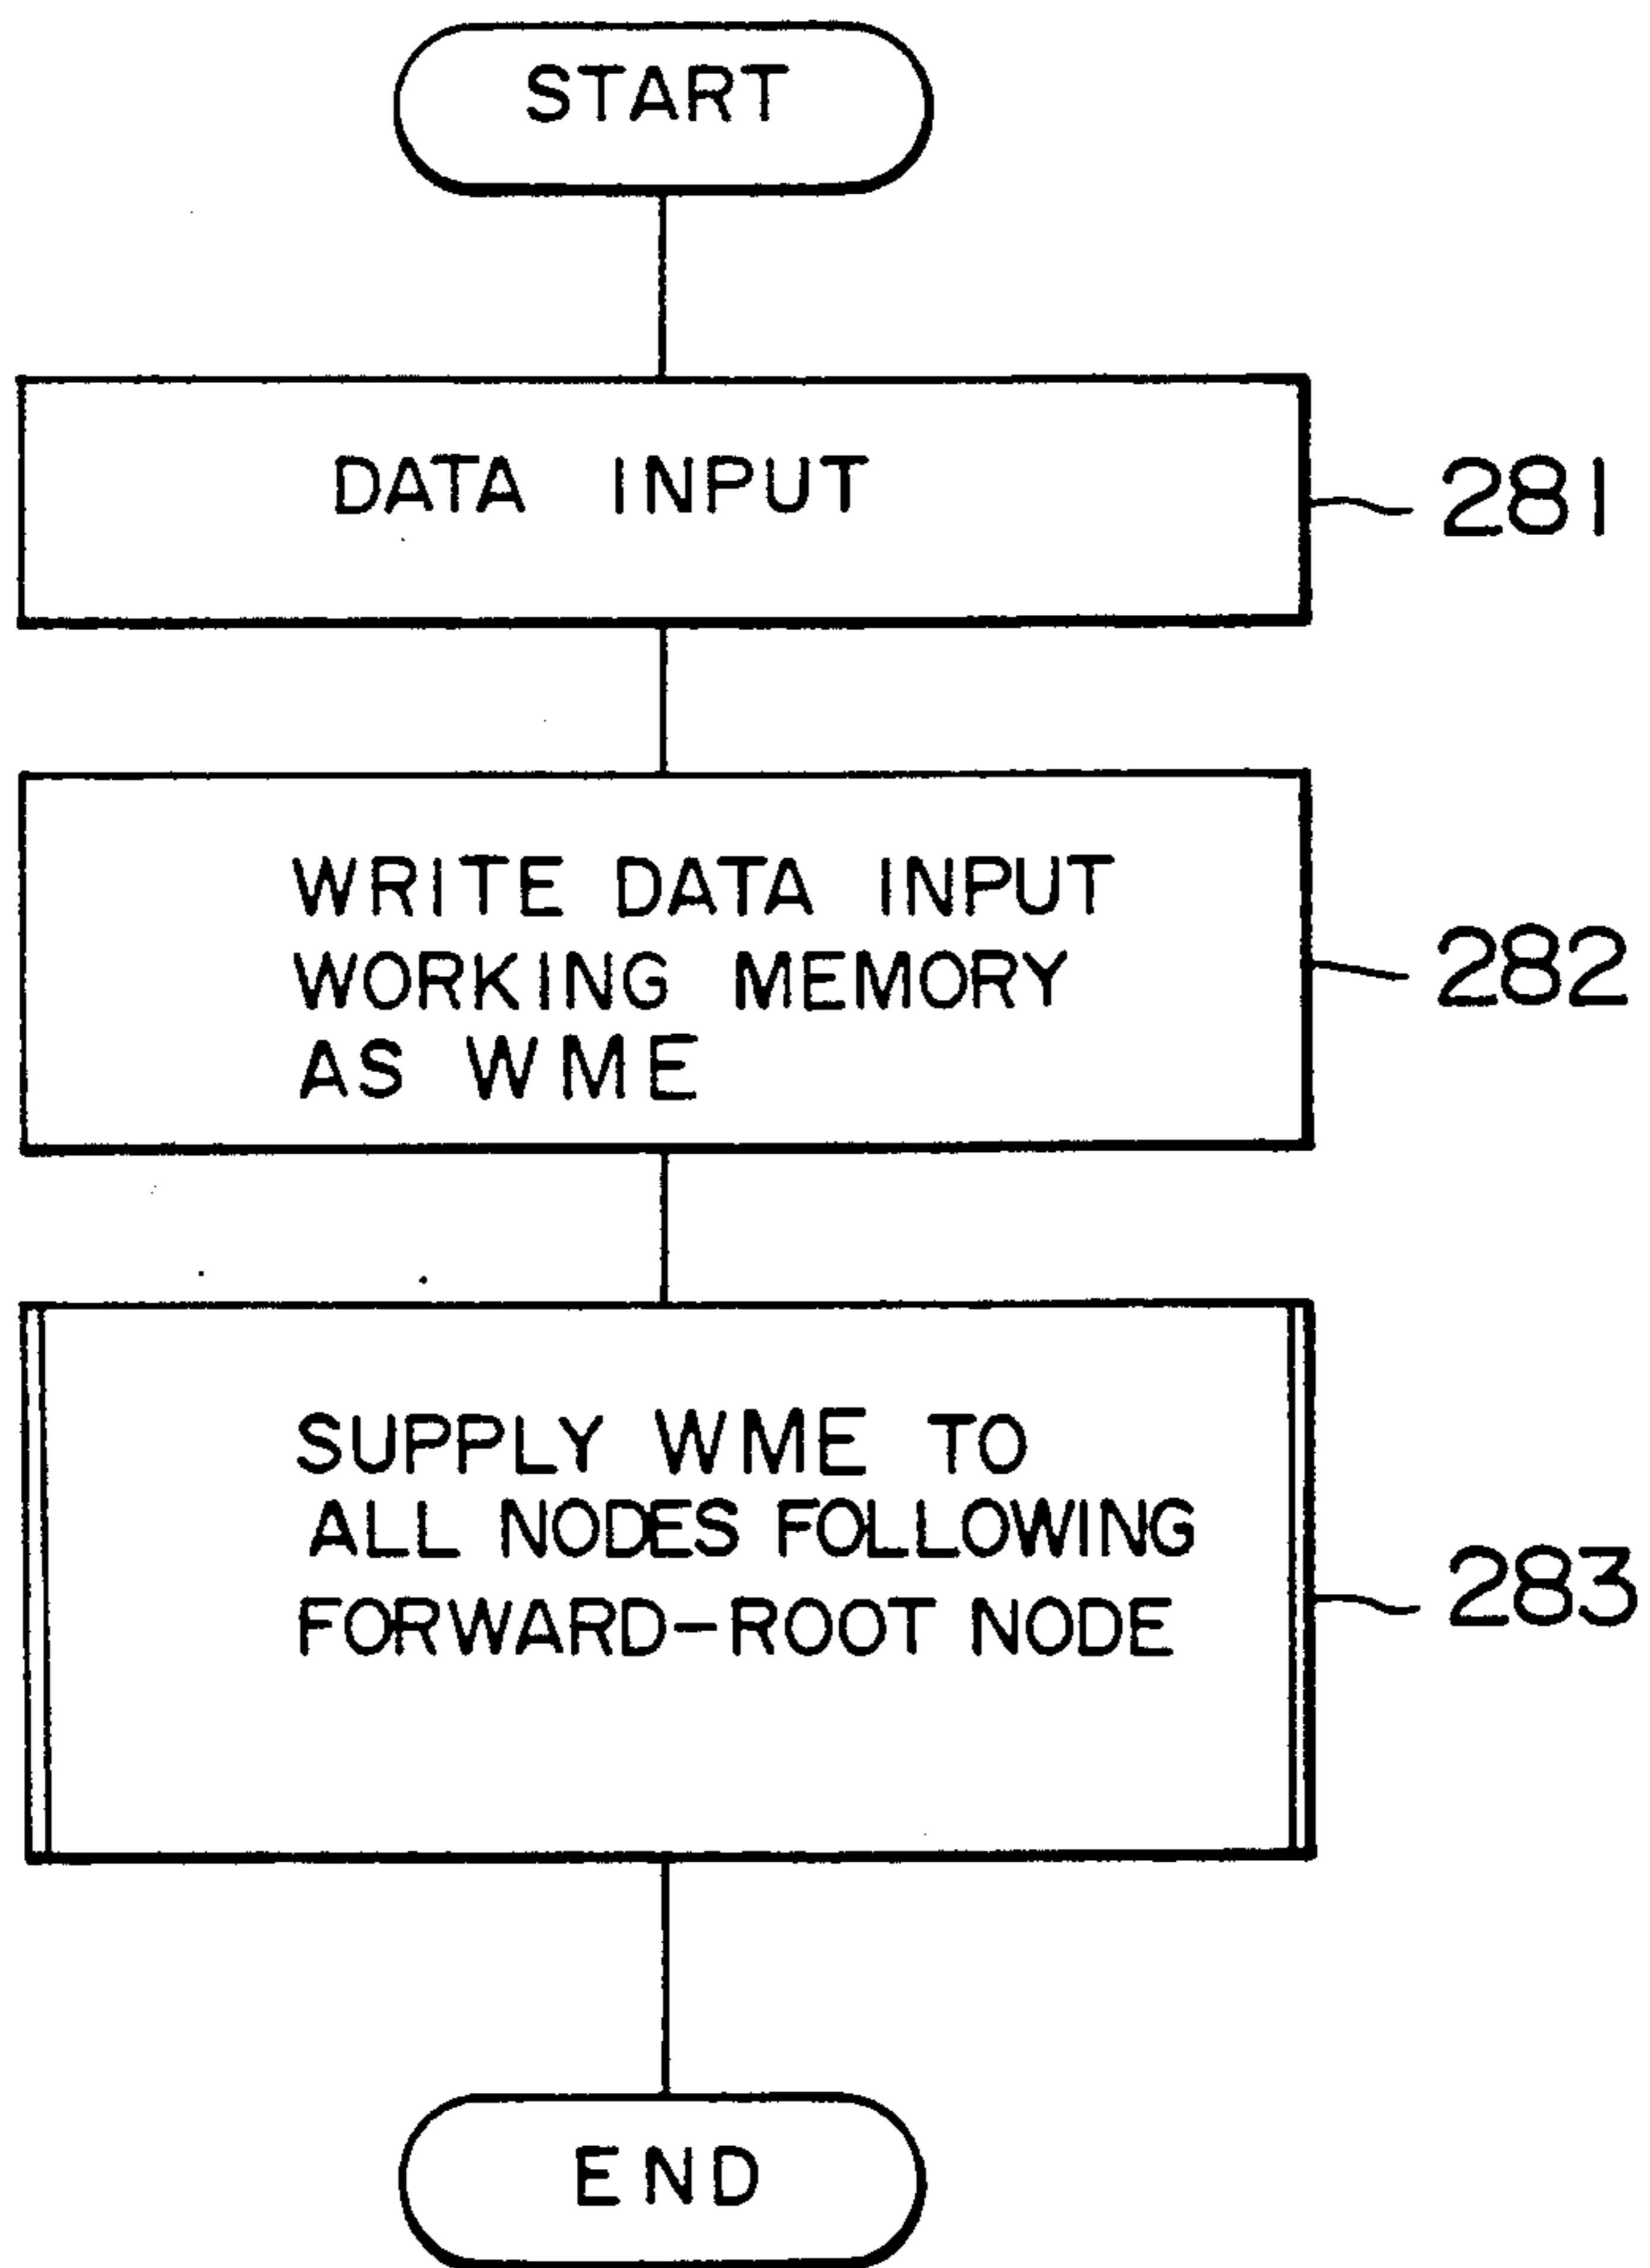 START
DATA INPUT
281
WRITE DATA INPUT
WORKING MEMORY
AS WME
282
SUPPLY WME TO
ALL NODES FOLLOWING
FORWARD-ROOT NODE
283
END